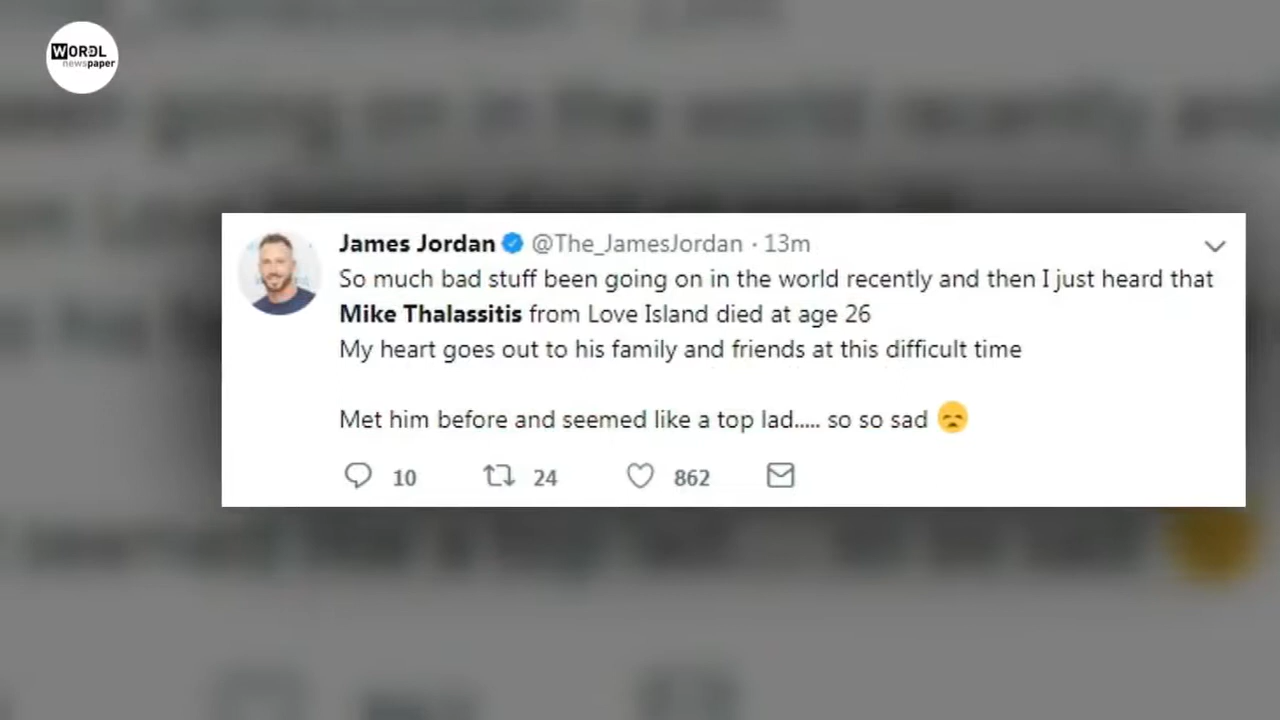 WORDL
newspaper
James Jordan @The_JamesJordan · 13m
So much bad stuff been going on in the world recently and then I just heard that
Mike Thalassitis from Love Island died at age 26
My heart goes out to his family and friends at this difficult time
Met him before and seemed like a top lad..... so so sad 😞
10 24 862